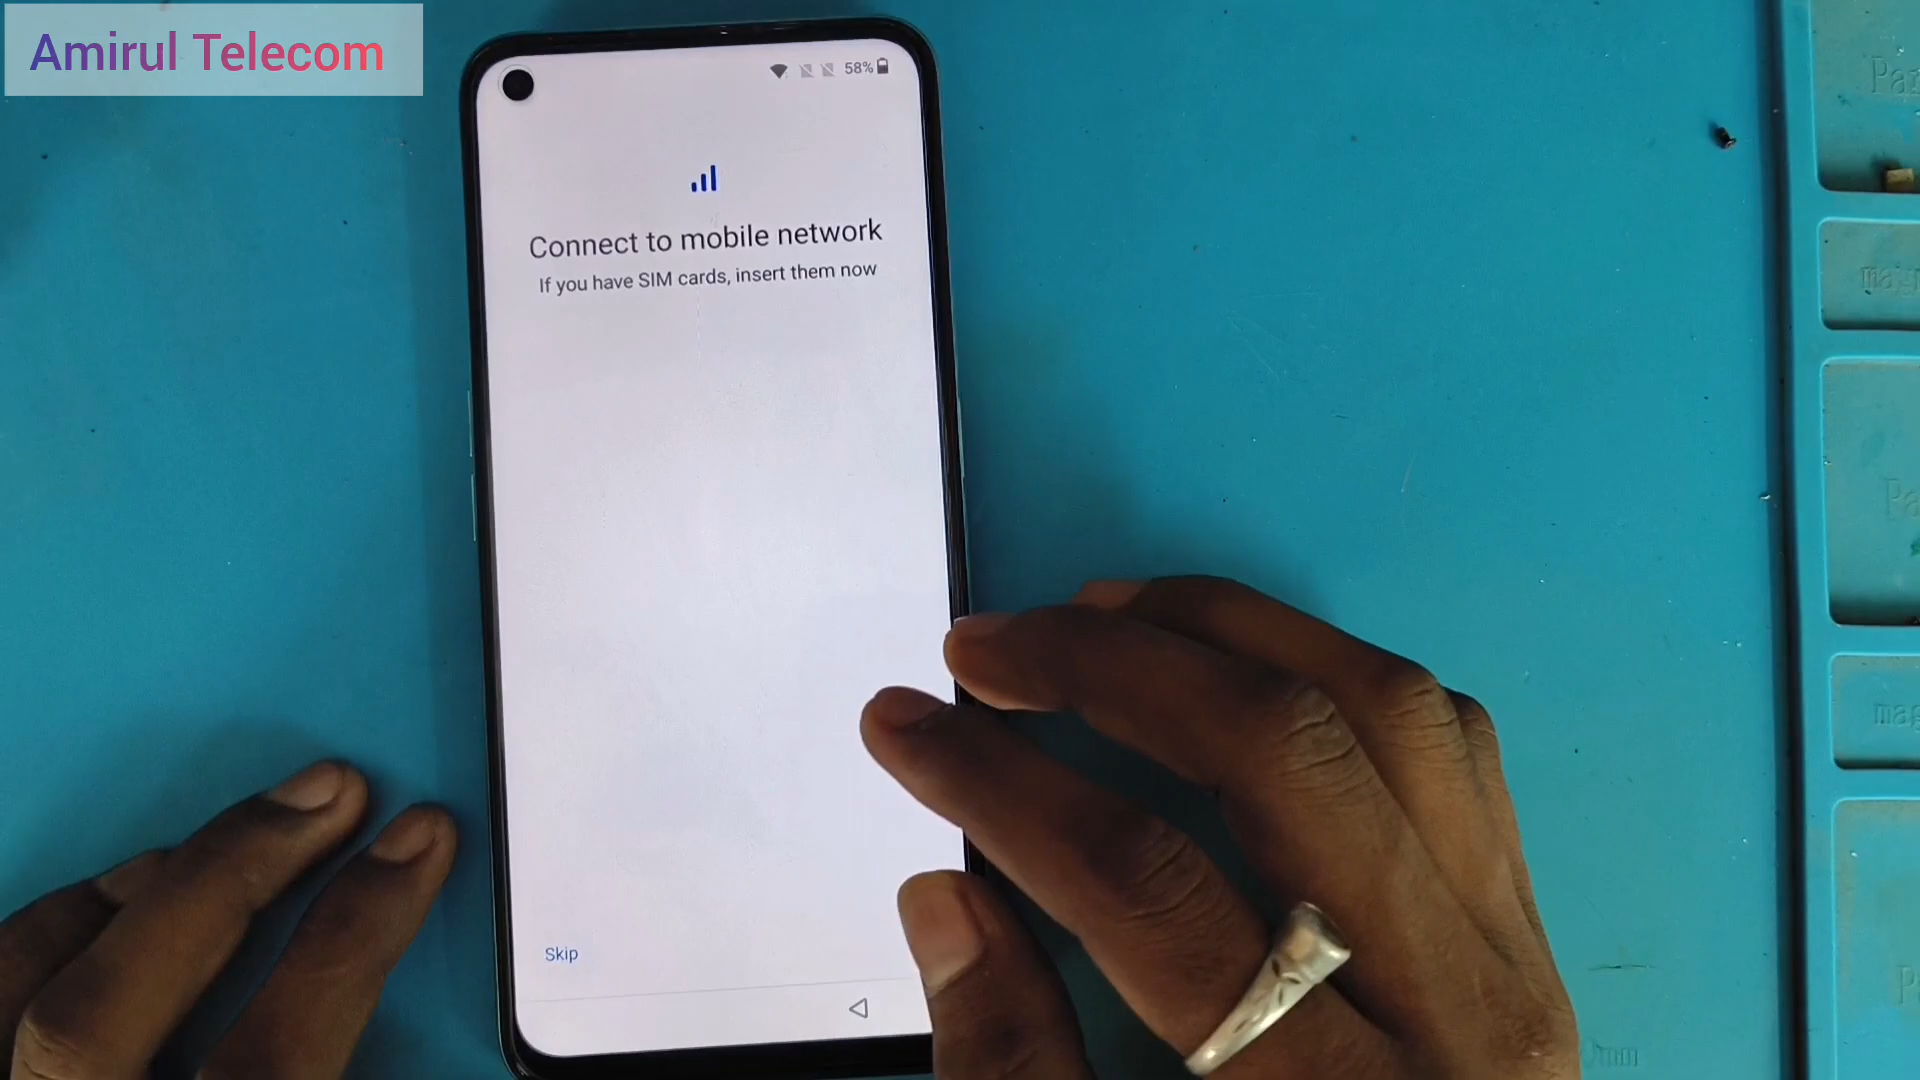 Amirul Telecom
58%
Connect to mobile network
If you have SIM cards, insert them now
Skip